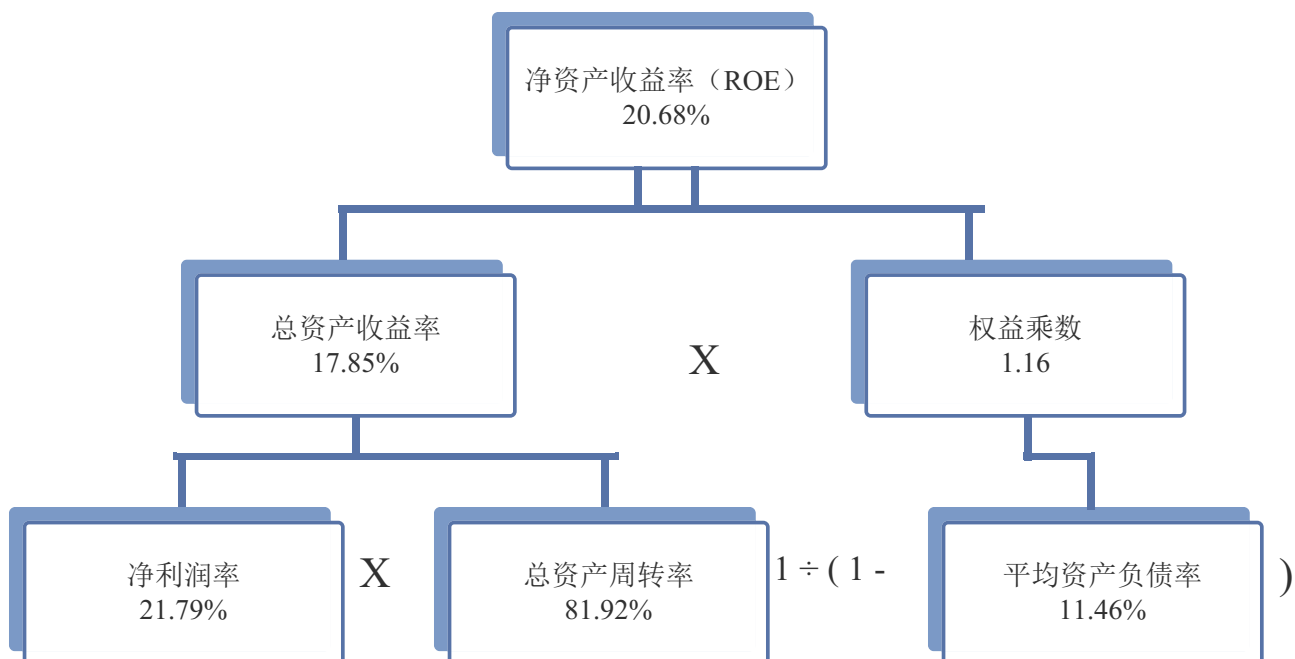 净资产收益率（ROE）
20.68%
总资产收益率
17.85%
X
权益乘数
1.16
净利润率
21.79%
X
总资产周转率
81.92%
1 ÷ ( 1 -
平均资产负债率
11.46%
)